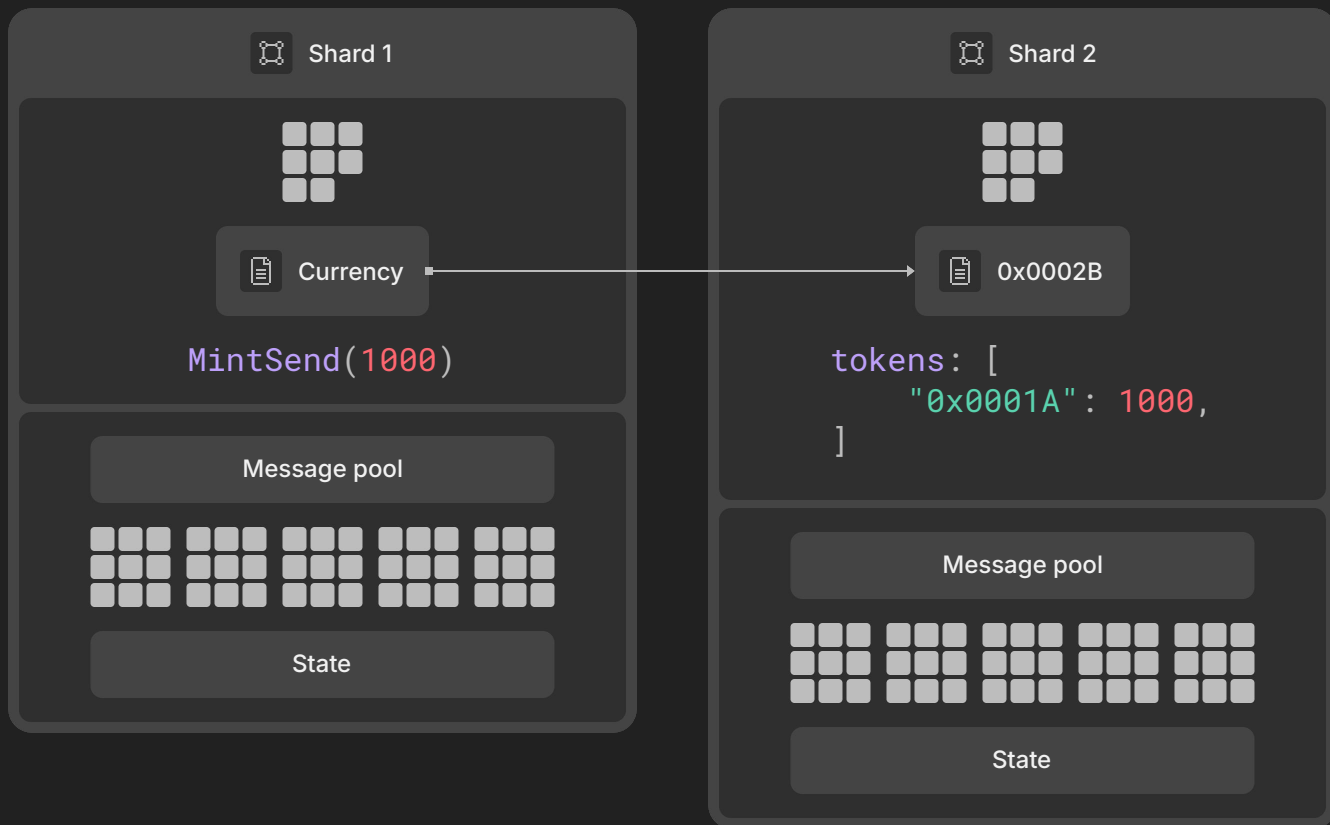 Shard 1
Currency
MintSend(1000)
Message pool
State
Shard 2
0x0002B
tokens: [
"0x0001A": 1000,
]
Message pool
State